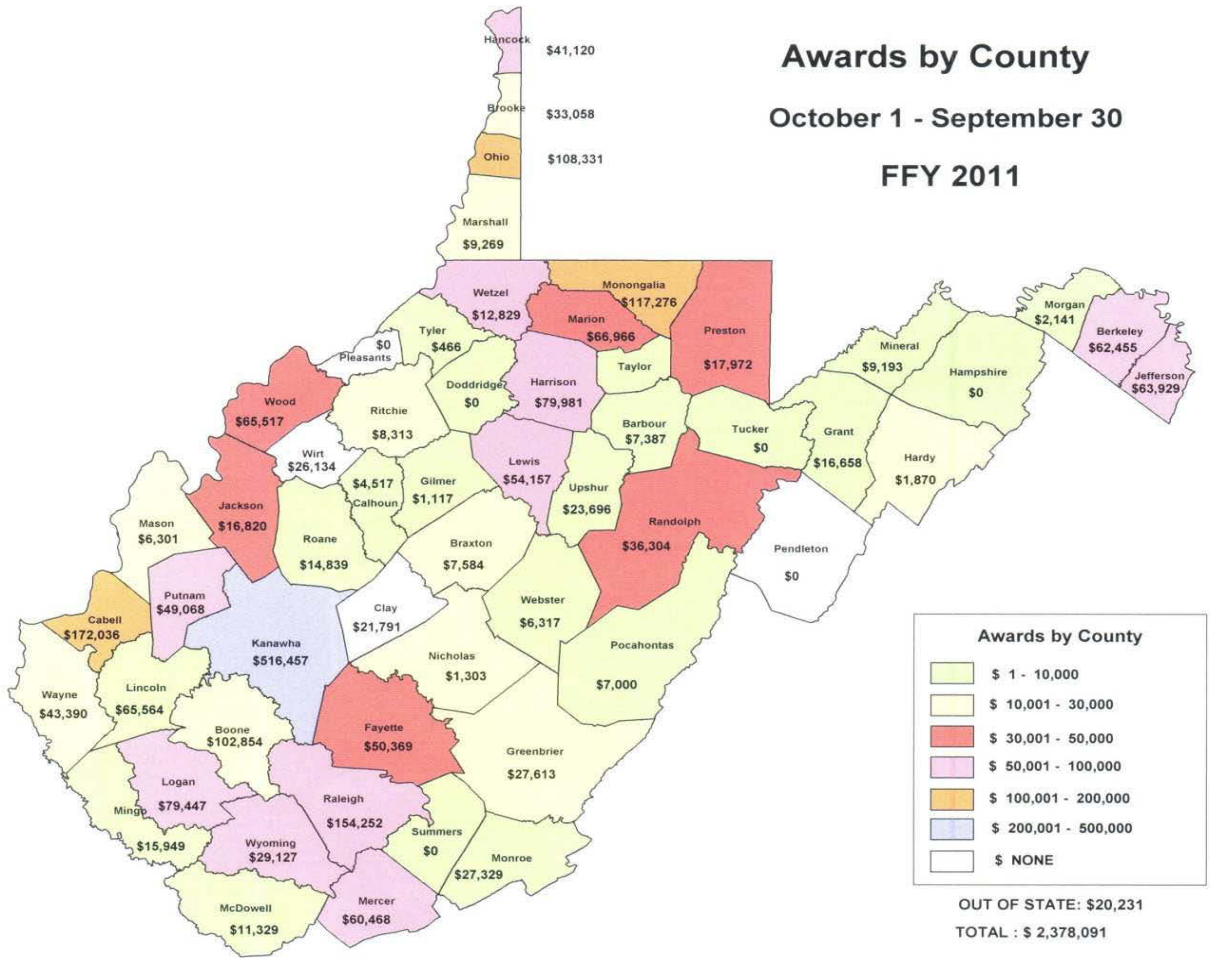 Awards by County
October 1 - September 30
FFY 2011
Hancock
$41,120
Brooke
$33,058
Ohio
$108,331
Marshall
$9,269
Wetzel
$12,829
Monongalia
$117,276
Marion
$66,966
Preston
$17,972
Morgan
$2,141
Berkeley
$62,455
Jefferson
$63,929
Mineral
$9,193
Hampshire
$0
Tyler
$466
$0
Pleasants
Doddridge
$0
Harrison
$79,981
Taylor
Wood
$65,517
Ritchie
$8,313
Barbour
$7,387
Tucker
$0
Grant
$16,658
Hardy
$1,870
Wirt
$26,134
$4,517
Calhoun
Gilmer
$1,117
Lewis
$54,157
Upshur
$23,696
Randolph
$36,304
Jackson
$16,820
Mason
$6,301
Roane
$14,839
Braxton
$7,584
Pendleton
$0
Putnam
$49,068
Cabell
$172,036
Clay
$21,791
Webster
$6,317
Kanawha
$516,457
Nicholas
$1,303
Pocahontas
$7,000
Wayne
$43,390
Lincoln
$65,564
Boone
$102,854
Fayette
$50,369
Greenbrier
$27,613
Logan
$79,447
Mingo
$15,949
Raleigh
$154,252
Wyoming
$29,127
Summers
$0
Monroe
$27,329
McDowell
$11,329
Mercer
$60,468
Awards by County
$ 1 - 10,000
$ 10,001 - 30,000
$ 30,001 - 50,000
$ 50,001 - 100,000
$ 100,001 - 200,000
$ 200,001 - 500,000
$ NONE
OUT OF STATE: $20,231
TOTAL : $ 2,378,091